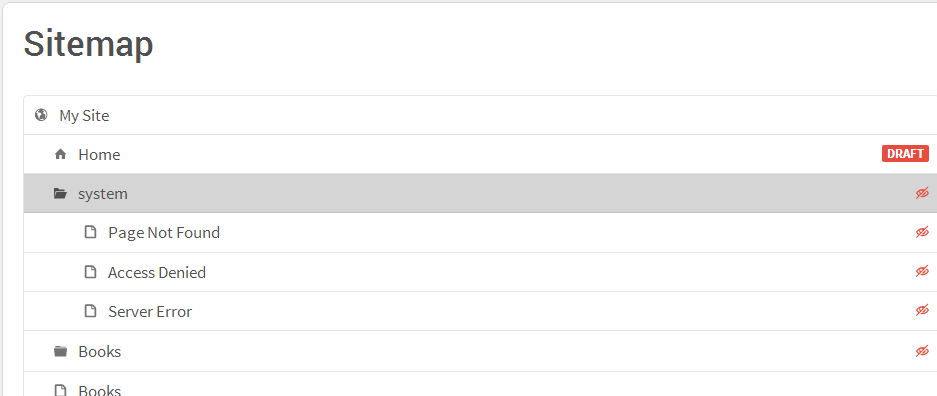 Sitemap
My Site
Home DRAFT
system
Page Not Found
Access Denied
Server Error
Books
Books